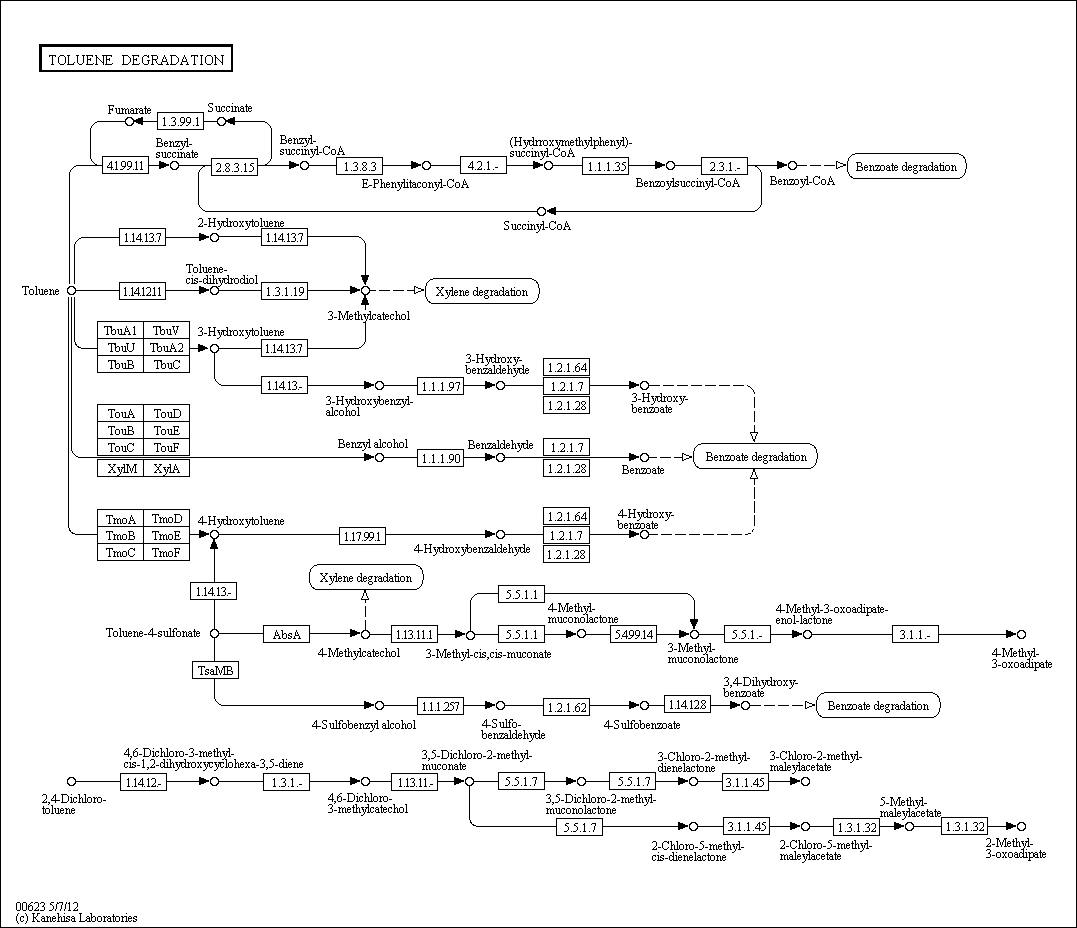 TOLUENE DEGRADATION
Fumarate
1.3.99.1
Succinate
Benzyl-
succinate
Benzyl-
succinyl-CoA
(Hydrroxymethylphenyl)-
succinyl-CoA
4.1.99.11
2.8.3.15
1.3.8.3
4.2.1.-
1.1.1.35
2.3.1.-
Benzoate degradation
E-Phenylitaconyl-CoA
Benzoylsuccinyl-CoA
Benzoyl-CoA
Succinyl-CoA
2-Hydroxytoluene
1.14.13.7
1.14.13.7
Toluene-
cis-dihydrodiol
Toluene
1.14.12.11
1.3.1.19
Xylene degradation
3-Methylcatechol
TbuA1
TbuV
TbuU
TbuA2
TbuB
TbuC
3-Hydroxytoluene
1.14.13.7
1.14.13.-
3-Hydroxybenzyl-
alcohol
1.1.1.97
3-Hydroxy-
benzaldehyde
1.2.1.64
1.2.1.7
1.2.1.28
3-Hydroxy-
benzoate
TouA
TouD
TouB
TouE
TouC
TouF
XylM
XylA
Benzyl alcohol
1.1.1.90
Benzaldehyde
1.2.1.7
1.2.1.28
Benzoate
Benzoate degradation
TmoA
TmoD
TmoB
TmoE
TmoC
TmoF
4-Hydroxytoluene
1.17.99.1
4-Hydroxybenzaldehyde
1.2.1.64
1.2.1.7
1.2.1.28
4-Hydroxy-
benzoate
Xylene degradation
1.14.13.-
5.5.1.1
Toluene-4-sulfonate
AbsA
4-Methylcatechol
1.13.11.1
3-Methyl-cis,cis-muconate
5.5.1.1
4-Methyl-
muconolactone
5.4.99.14
3-Methyl-
muconolactone
5.5.1.-
4-Methyl-3-oxoadipate-
enol-lactone
3.1.1.-
4-Methyl-
3-oxoadipate
TsaMB
4-Sulfobenzyl alcohol
1.1.1.257
4-Sulfo-
benzaldehyde
1.2.1.62
4-Sulfobenzoate
1.14.12.8
3,4-Dihydroxy-
benzoate
Benzoate degradation
2,4-Dichloro-
toluene
1.14.12.-
4,6-Dichloro-3-methyl-
cis-1,2-dihydroxycyclohexa-3,5-diene
1.3.1.-
4,6-Dichloro-
3-methylcatechol
1.13.11.-
3,5-Dichloro-2-methyl-
muconate
5.5.1.7
3,5-Dichloro-2-methyl-
muconolactone
5.5.1.7
3-Chloro-2-methyl-
dienelactone
3.1.1.45
3-Chloro-2-methyl-
maleylacetate
5.5.1.7
2-Chloro-5-methyl-
cis-dienelactone
3.1.1.45
2-Chloro-5-methyl-
maleylacetate
1.3.1.32
5-Methyl-
maleylacetate
1.3.1.32
2-Methyl-
3-oxoadipate
00623 5/7/12
(c) Kanehisa Laboratories